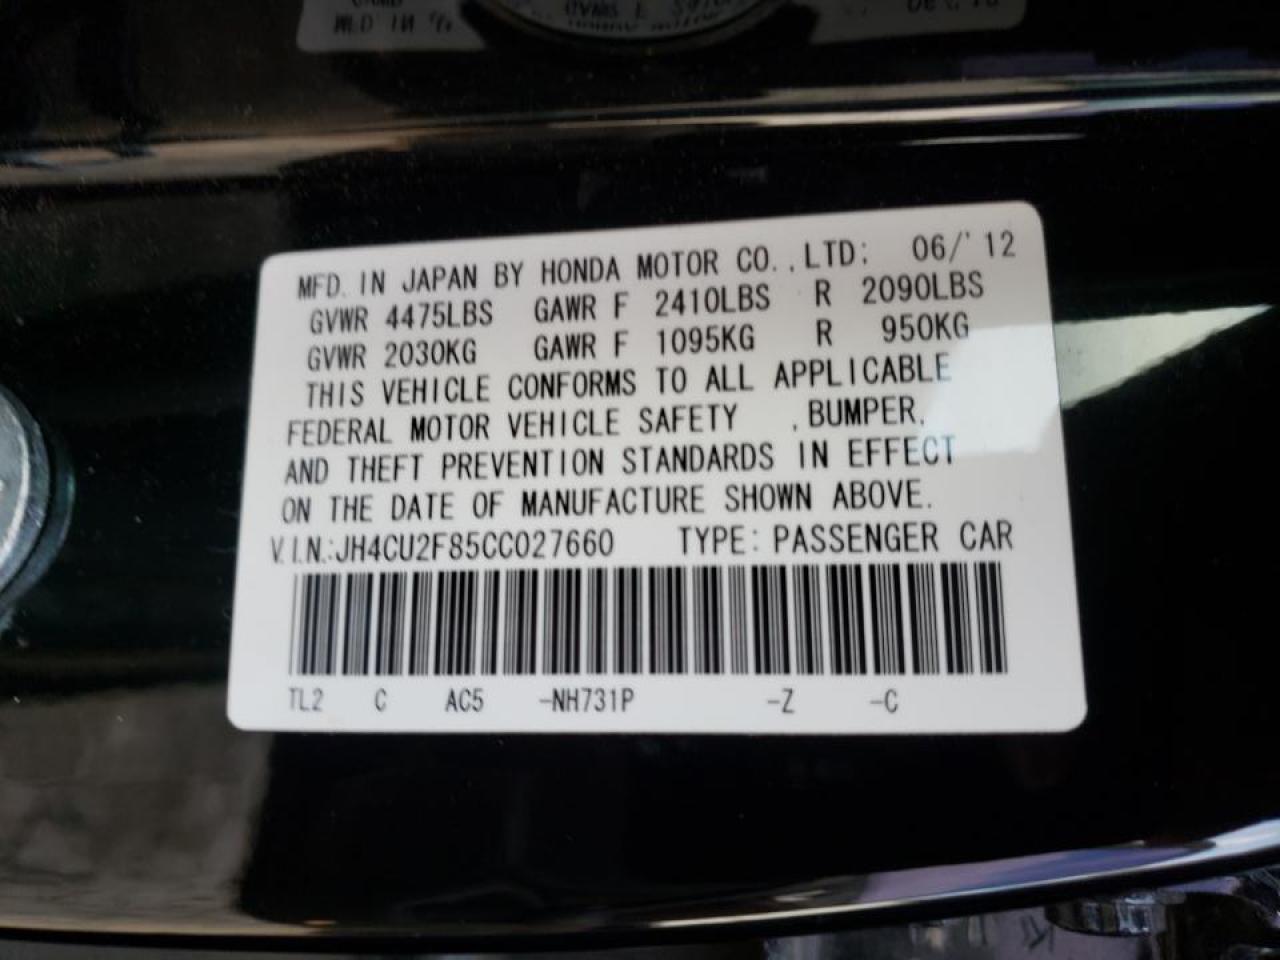 MFD. IN JAPAN BY HONDA MOTOR CO.,LTD: 06/'12
GVWR 4475LBS GAWR F 2410LBS R 2090LBS
GVWR 2030KG GAWR F 1095KG R 950KG
THIS VEHICLE CONFORMS TO ALL APPLICABLE
FEDERAL MOTOR VEHICLE SAFETY ,BUMPER,
AND THEFT PREVENTION STANDARDS IN EFFECT
ON THE DATE OF MANUFACTURE SHOWN ABOVE.
V.I.N.:JH4CU2F85CC027660 TYPE: PASSENGER CAR
TL2 C AC5 -NH731P -Z -C